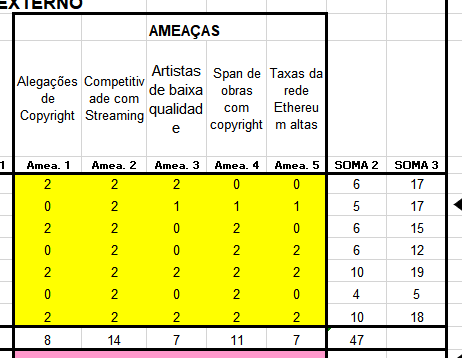 EXTERNO
AMEAÇAS
Alegações de Copyright Competitiv ade com Streaming Artistas de baixa qualidad e Span de obras com copyright Taxas da rede Ethereu m altas
1 Amea. 1 Amea. 2 Amea. 3 Amea. 4 Amea. 5 SOMA 2 SOMA 3
2 2 2 0 0 6 17
0 2 1 1 1 5 17
2 2 0 2 0 6 15
0 2 0 2 2 6 12
2 2 2 2 2 10 19
0 2 0 2 0 4 5
2 2 2 2 2 10 18
8 14 7 11 7 47